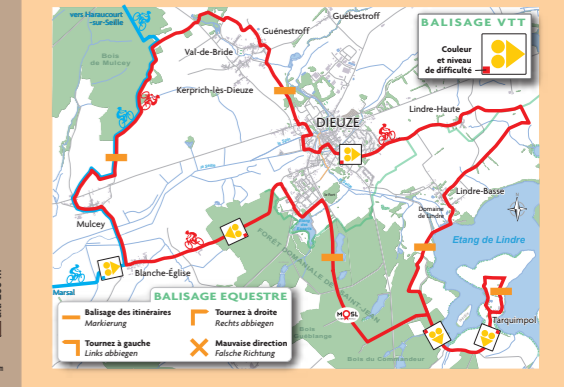 vers Haraucourt
-sur-Seille
Guébestroff
Guénestroff
BALISAGE VTT
Couleur
et niveau
de difficulté
Bois
de Mulcey
Val-de-Bride
Kerprich-lès-Dieuze
Lindre-Haute
DIEUZE
Lindre-Basse
Domaine
de Lindre
Mulcey
Etang de Lindre
FORÊT DOMANIALE DE SAINT-JEAN
Blanche-Église
Marsal
MOSL
Tarquimpol
Bois du Commandeur
BALISAGE EQUESTRE
Balisage des itinéraires
Markierung
Tournez à droite
Rechts abbiegen
Tournez à gauche
Links abbiegen
Mauvaise direction
Falsche Richtung